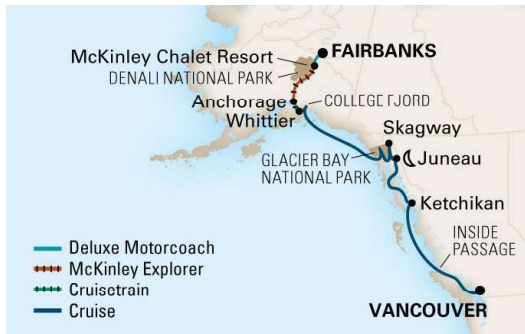 FAIRBANKS
McKinley Chalet Resort
DENALI NATIONAL PARK
Anchorage
COLLEGE FJORD
Whittier
Skagway
GLACIER BAY
NATIONAL PARK
Juneau
Ketchikan
INSIDE
PASSAGE
Deluxe Motorcoach
McKinley Explorer
Cruisetrain
Cruise
VANCOUVER